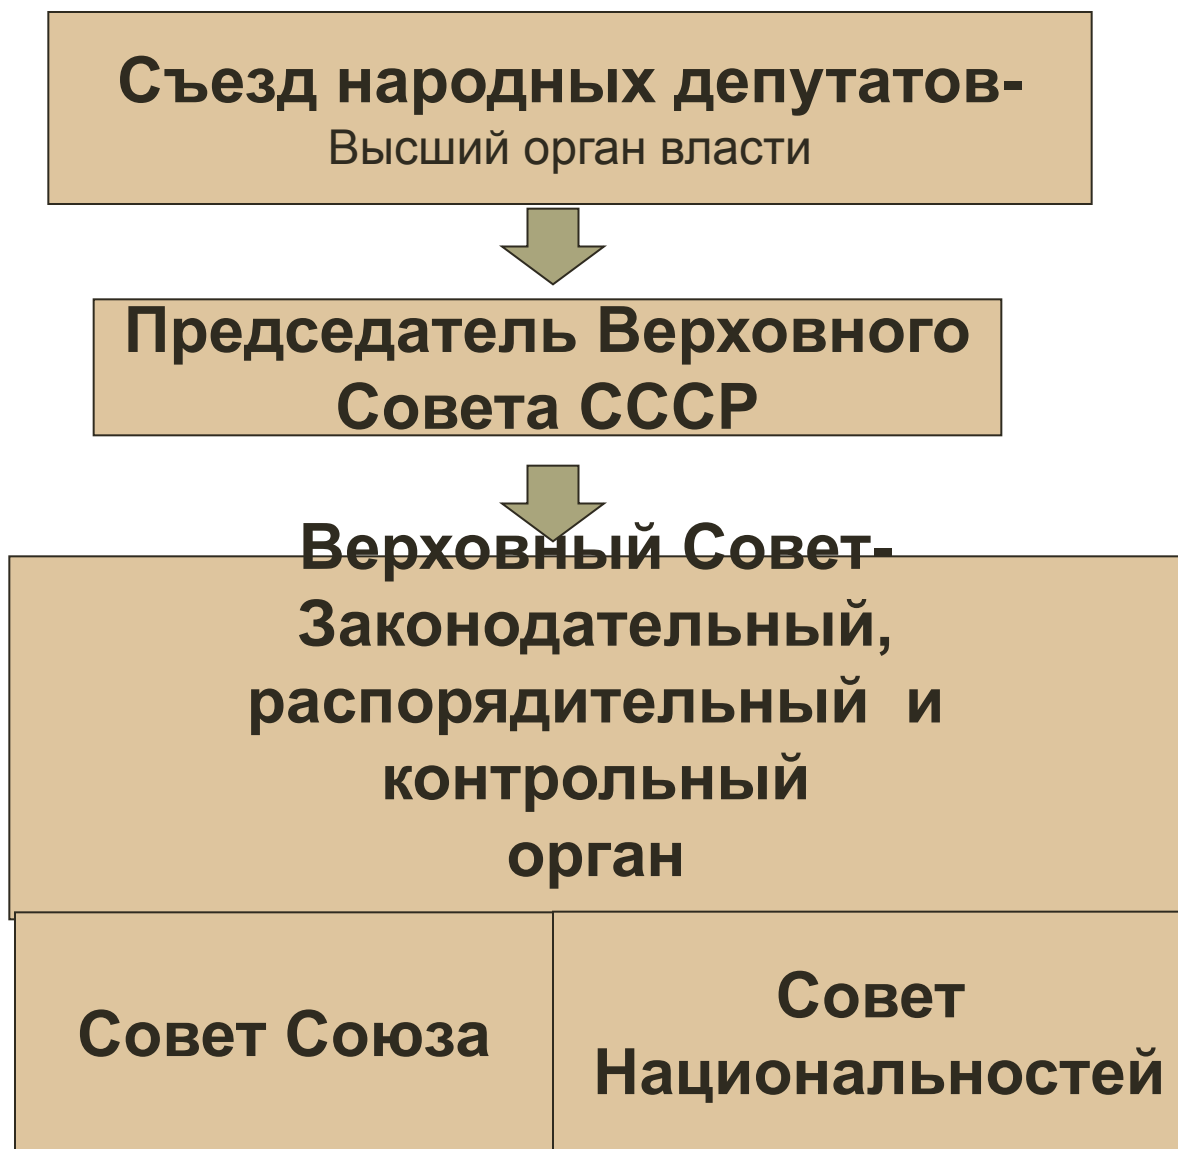 Съезд народных депутатов-
Высший орган власти
Председатель Верховного
Совета СССР
Верховный Совет-
Законодательный,
распорядительный  и
контрольный
орган
Совет Союза
Совет
Национальностей